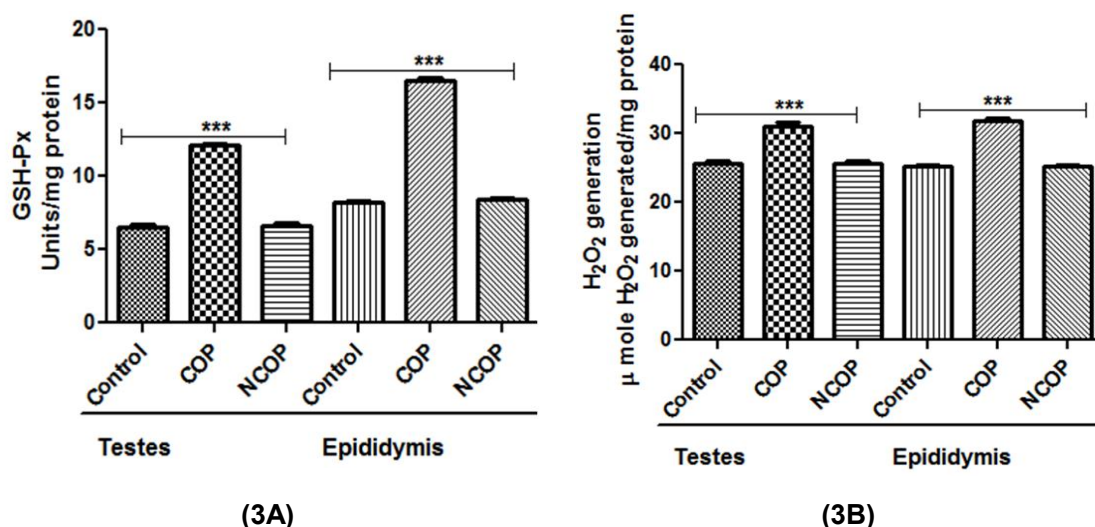 20
15
10
5
0
GSH-Px
Units/mg protein
***
***
Control
COP
NCOP
Control
COP
NCOP
Testes
Epididymis
(3A)
40
30
20
10
0
H₂O₂ generation
μ mole H₂O₂ generated/mg protein
***
***
Control
COP
NCOP
Control
COP
NCOP
Testes
Epididymis
(3B)